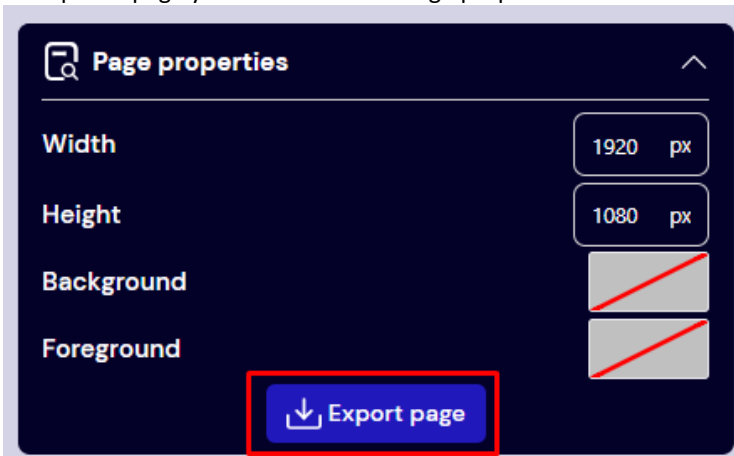 Page properties
Width 1920 px
Height 1080 px
Background
Foreground
Export page